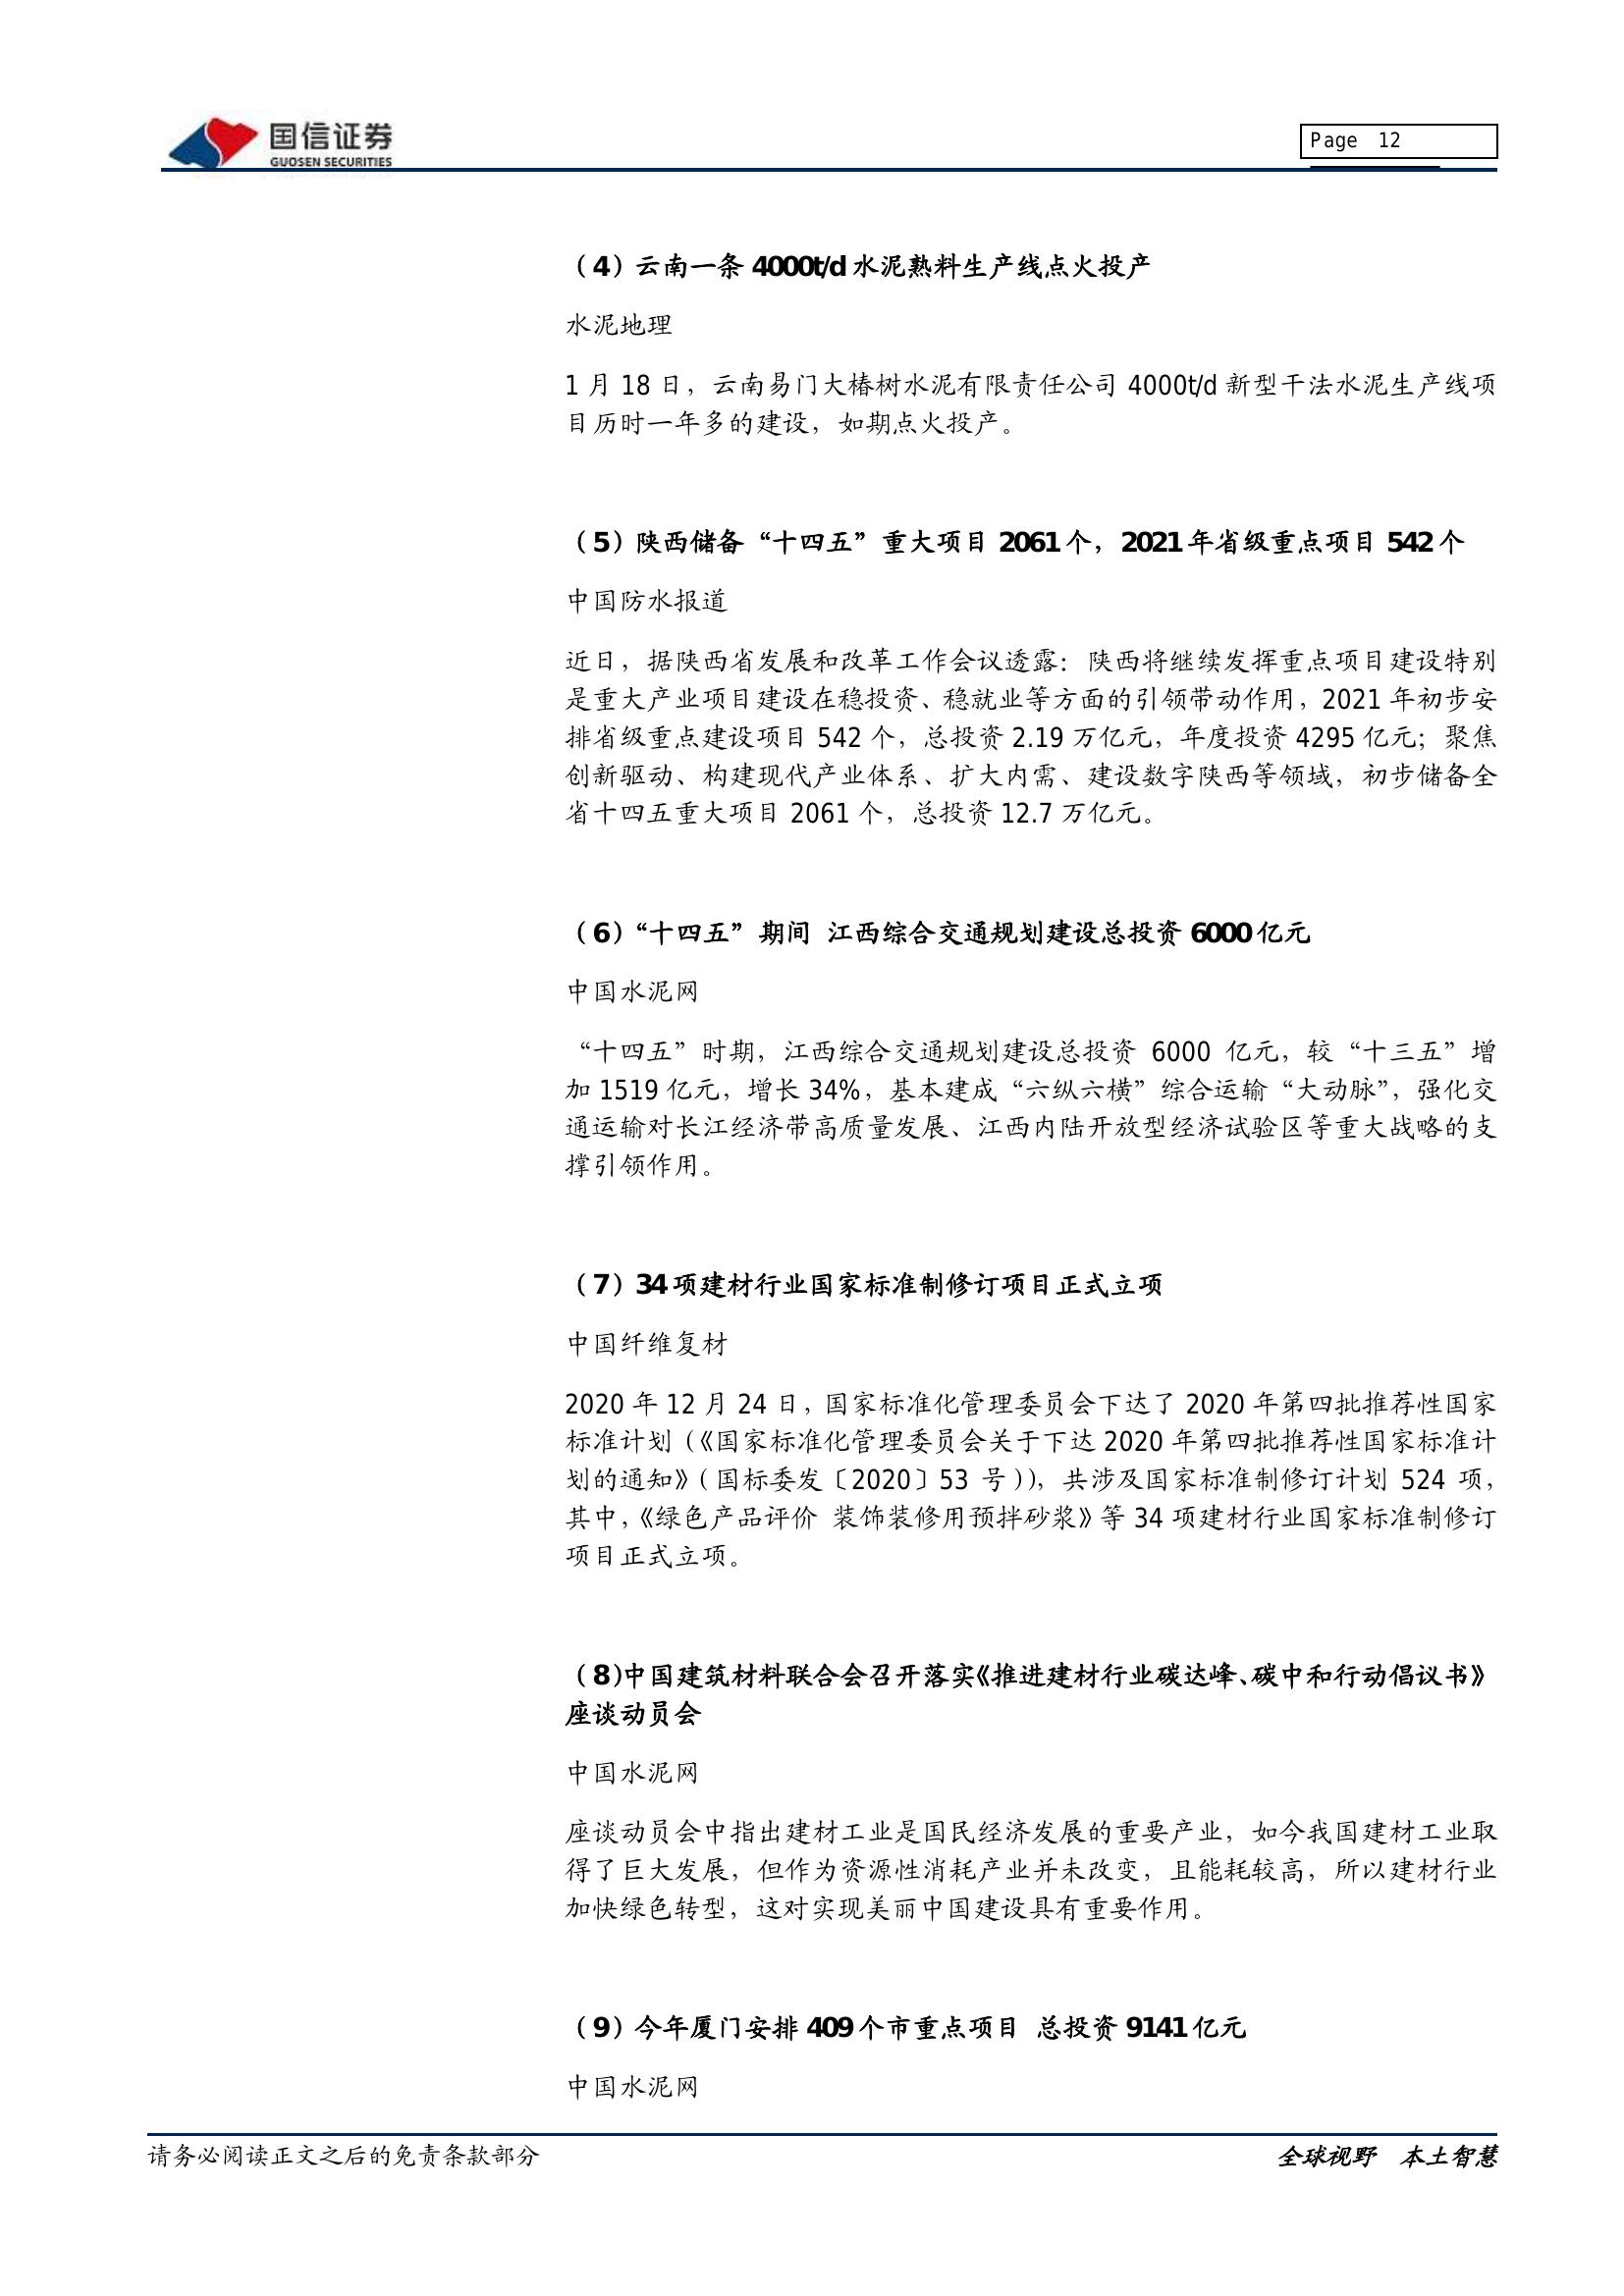 国信证券
GUOSEN SECURITIES
Page 12
（4）云南一条 4000t/d 水泥熟料生产线点火投产
水泥地理
1 月 18 日，云南易门大椿树水泥有限责任公司 4000t/d 新型干法水泥生产线项
目历时一年多的建设，如期点火投产。
（5）陕西储备“十四五”重大项目 2061 个，2021 年省级重点项目 542 个
中国防水报道
近日，据陕西省发展和改革工作会议透露：陕西将继续发挥重点项目建设特别
是重大产业项目建设在稳投资、稳就业等方面的引领带动作用，2021 年初步安
排省级重点建设项目 542 个，总投资 2.19 万亿元，年度投资 4295 亿元；聚焦
创新驱动、构建现代产业体系、扩大内需、建设数字陕西等领域，初步储备全
省十四五重大项目 2061 个，总投资 12.7 万亿元。
（6）“十四五”期间 江西综合交通规划建设总投资 6000 亿元
中国水泥网
“十四五”时期，江西综合交通规划建设总投资 6000 亿元，较“十三五”增
加 1519 亿元，增长 34%，基本建成“六纵六横”综合运输“大动脉”，强化交
通运输对长江经济带高质量发展、江西内陆开放型经济试验区等重大战略的支
撑引领作用。
（7）34 项建材行业国家标准制修订项目正式立项
中国纤维复材
2020 年 12 月 24 日，国家标准化管理委员会下达了 2020 年第四批推荐性国家
标准计划（《国家标准化管理委员会关于下达 2020 年第四批推荐性国家标准计
划的通知》（国标委发〔2020〕53 号）），共涉及国家标准制修订计划 524 项，
其中，《绿色产品评价 装饰装修用预拌砂浆》等 34 项建材行业国家标准制修订
项目正式立项。
（8）中国建筑材料联合会召开落实《推进建材行业碳达峰、碳中和行动倡议书》
座谈动员会
中国水泥网
座谈动员会中指出建材工业是国民经济发展的重要产业，如今我国建材工业取
得了巨大发展，但作为资源性消耗产业并未改变，且能耗较高，所以建材行业
加快绿色转型，这对实现美丽中国建设具有重要作用。
（9）今年厦门安排 409 个市重点项目 总投资 9141 亿元
中国水泥网
请务必阅读正文之后的免责条款部分
全球视野 本土智慧